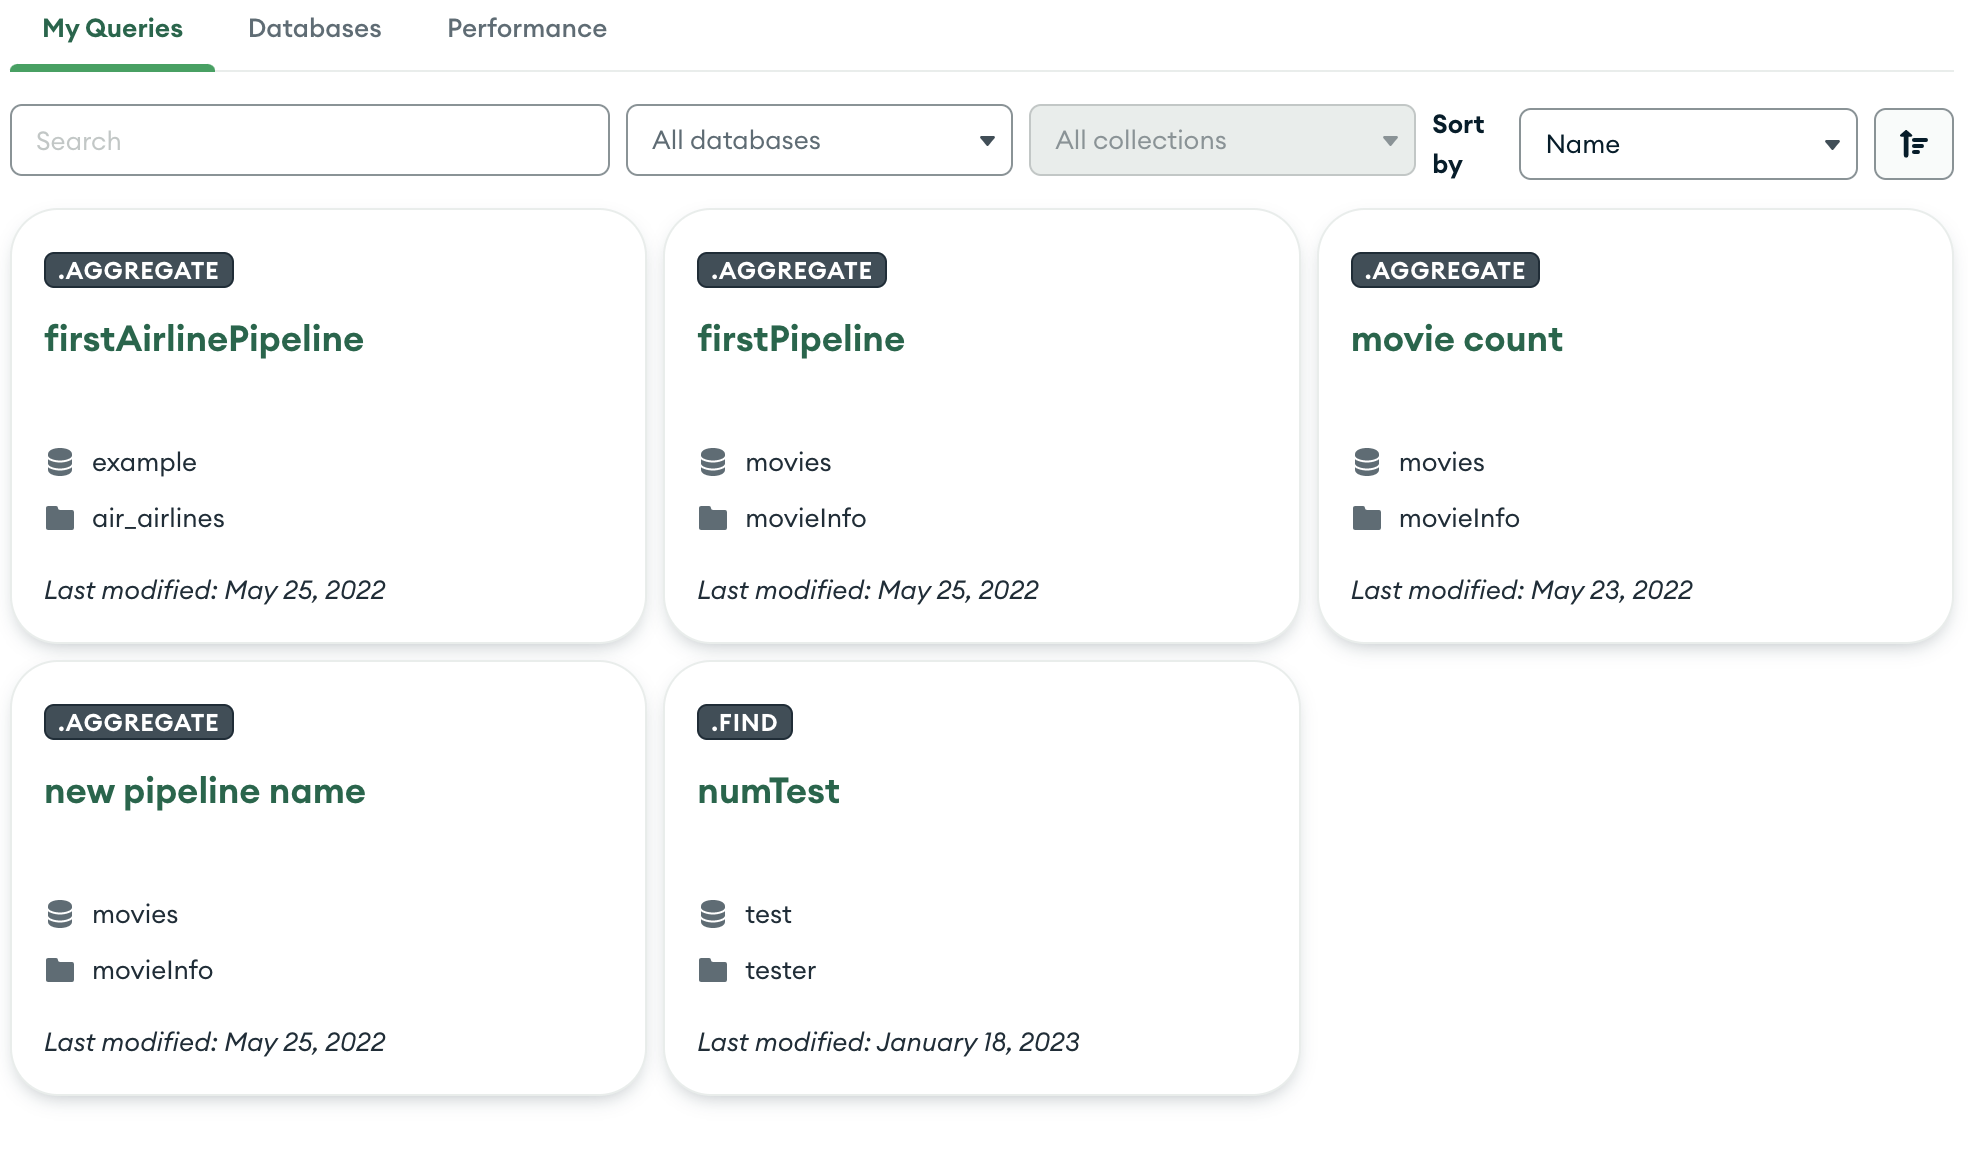 My Queries
Databases
Performance
Search
All databases
All collections
Sort
by
Name
.AGGREGATE
firstAirlinePipeline
example
air_airlines
Last modified: May 25, 2022
.AGGREGATE
firstPipeline
movies
movieInfo
Last modified: May 25, 2022
.AGGREGATE
movie count
movies
movieInfo
Last modified: May 23, 2022
.AGGREGATE
new pipeline name
movies
movieInfo
Last modified: May 25, 2022
.FIND
numTest
test
tester
Last modified: January 18, 2023